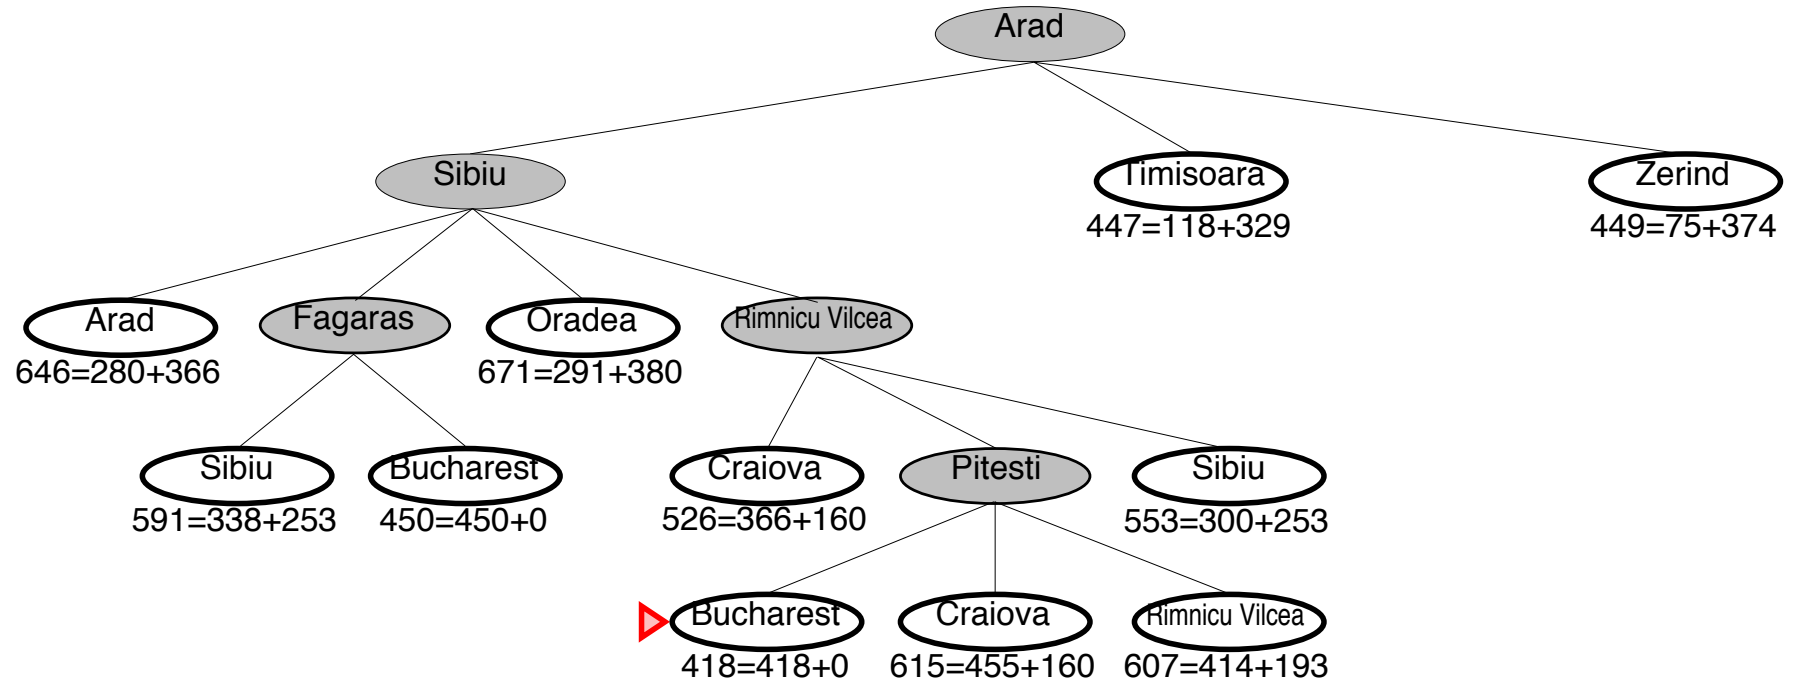 Arad
Sibiu
Timisoara
Zerind
447=118+329
449=75+374
Arad
Fagaras
Oradea
Rimnicu Vilcea
646=280+366
671=291+380
Sibiu
Bucharest
Craiova
Pitesti
Sibiu
591=338+253
450=450+0
526=366+160
553=300+253
Bucharest
Craiova
Rimnicu Vilcea
418=418+0
615=455+160
607=414+193